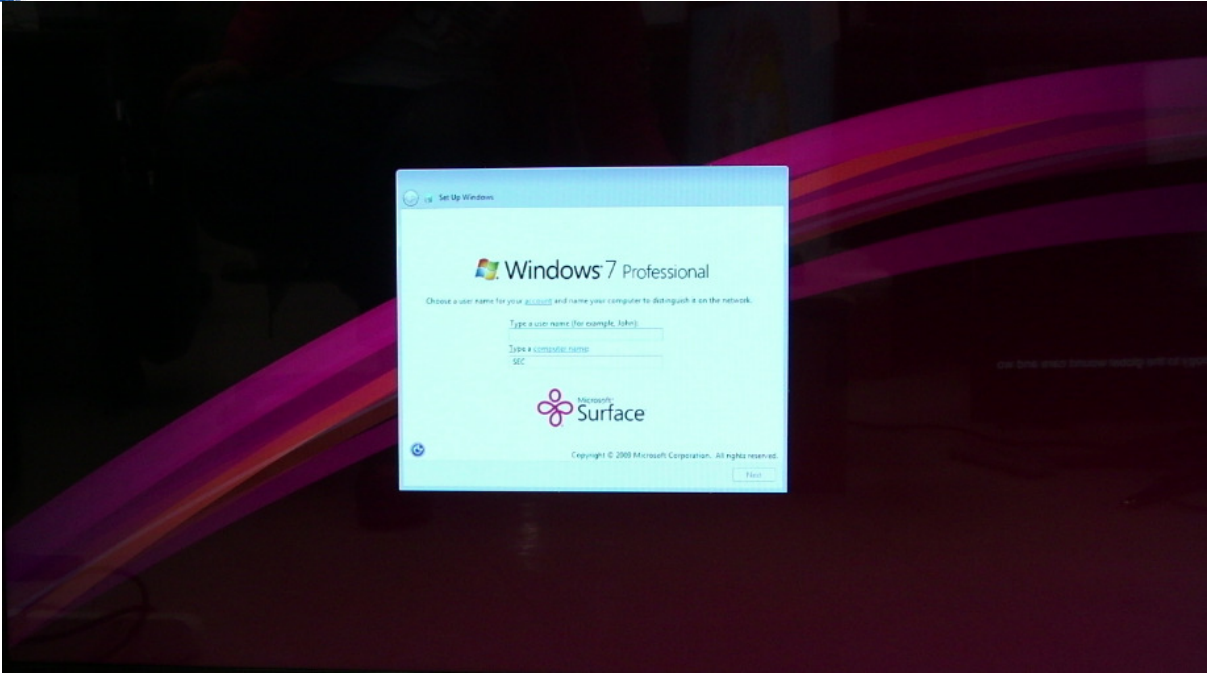 Set Up Windows
Windows 7 Professional
Choose a user name for your account and name your computer to distinguish it on the network.
Type a user name (for example, John):
Type a computer name:
SEC
Microsoft
Surface
Copyright © 2009 Microsoft Corporation. All rights reserved.
Next